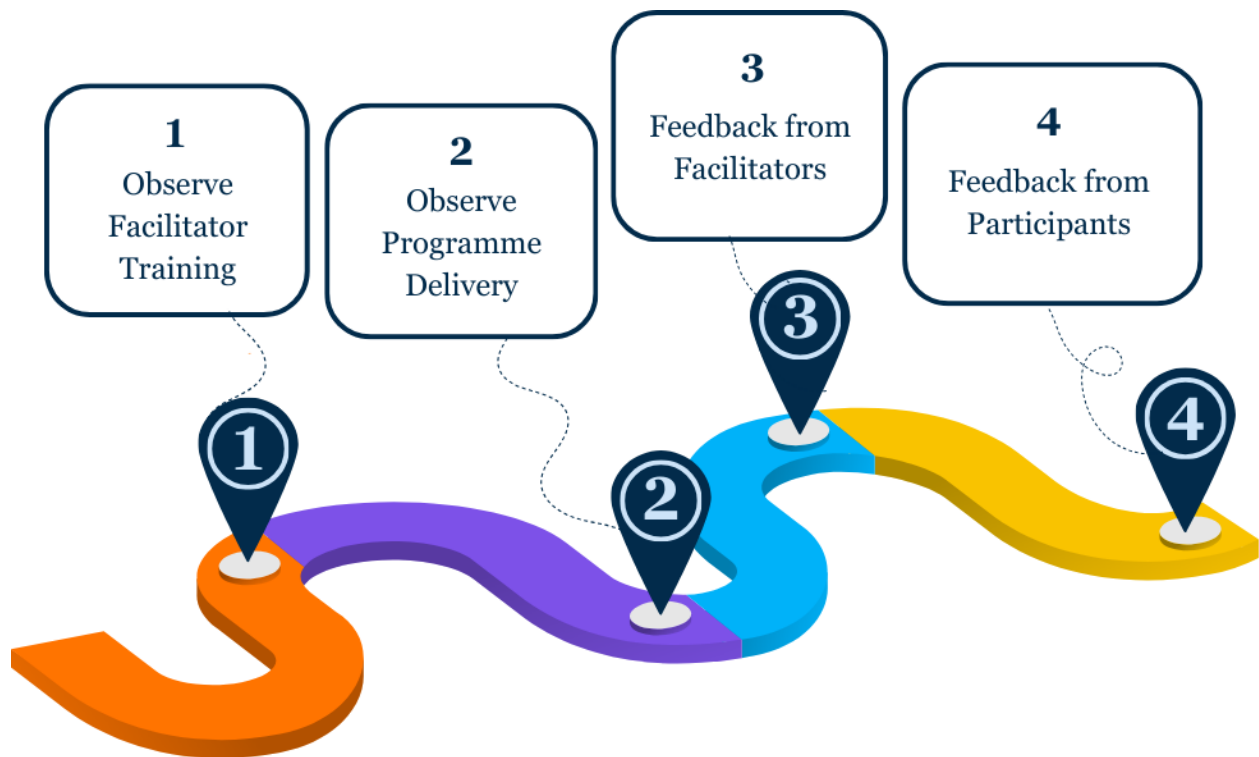 1
Observe
Facilitator
Training
2
Observe
Programme
Delivery
3
Feedback from
Facilitators
4
Feedback from
Participants
1
2
3
4